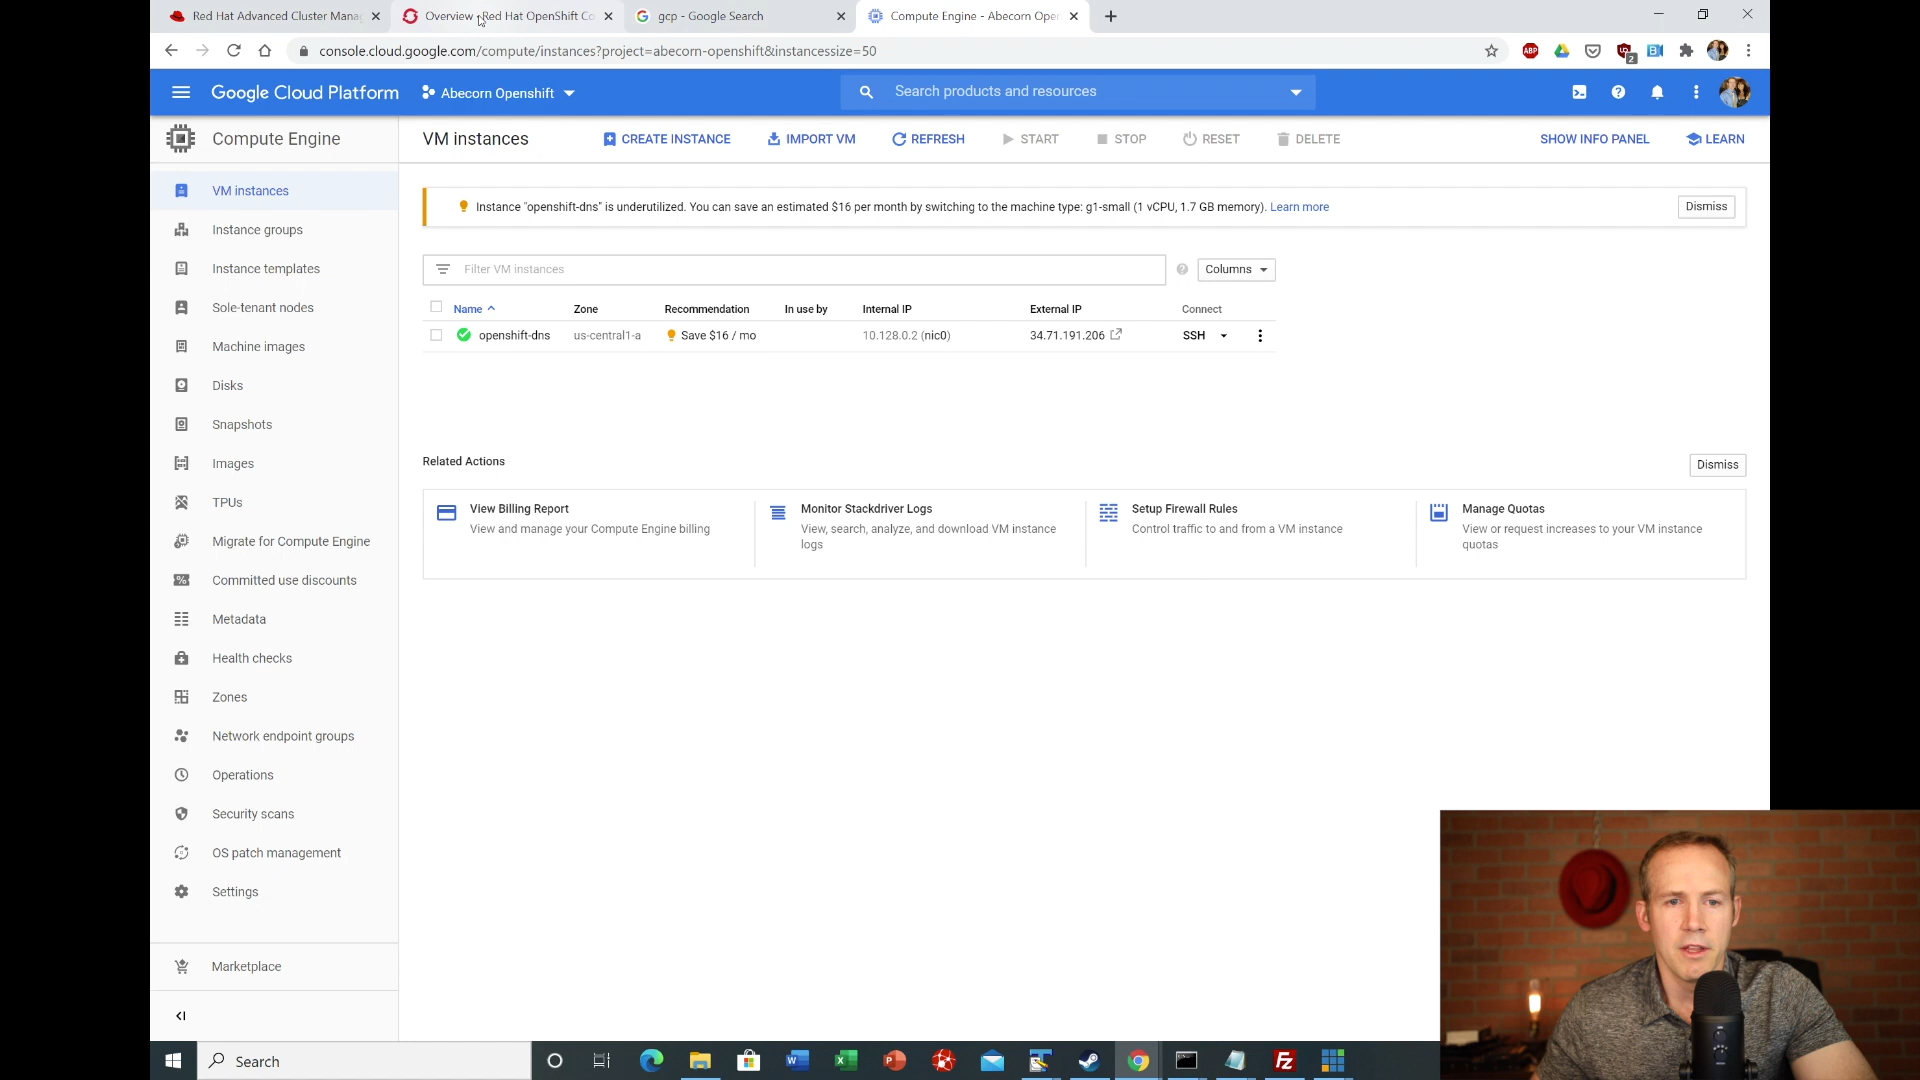 Red Hat Advanced Cluster Mana
Overview · Red Hat OpenShift Co
gcp - Google Search
Compute Engine - Abecorn Oper
console.cloud.google.com/compute/instances?project=abecorn-openshift&instancessize=50
ABP
2
Google Cloud Platform
Abecorn Openshift
Search products and resources
Compute Engine
VM instances
CREATE INSTANCE
IMPORT VM
REFRESH
START
STOP
RESET
DELETE
SHOW INFO PANEL
LEARN
VM instances
Instance groups
Instance templates
Sole-tenant nodes
Machine images
Disks
Snapshots
Images
TPUs
Migrate for Compute Engine
Committed use discounts
Metadata
Health checks
Zones
Network endpoint groups
Operations
Security scans
OS patch management
Settings
Marketplace
Instance "openshift-dns" is underutilized. You can save an estimated $16 per month by switching to the machine type: g1-small (1 vCPU, 1.7 GB memory). Learn more
Dismiss
Filter VM instances
Columns
Name Zone Recommendation In use by Internal IP External IP Connect
openshift-dns us-central1-a Save $16 / mo 10.128.0.2 (nic0) 34.71.191.206 SSH
Related Actions
Dismiss
View Billing Report
View and manage your Compute Engine billing
Monitor Stackdriver Logs
View, search, analyze, and download VM instance
logs
Setup Firewall Rules
Control traffic to and from a VM instance
Manage Quotas
View or request increases to your VM instance
quotas
Search